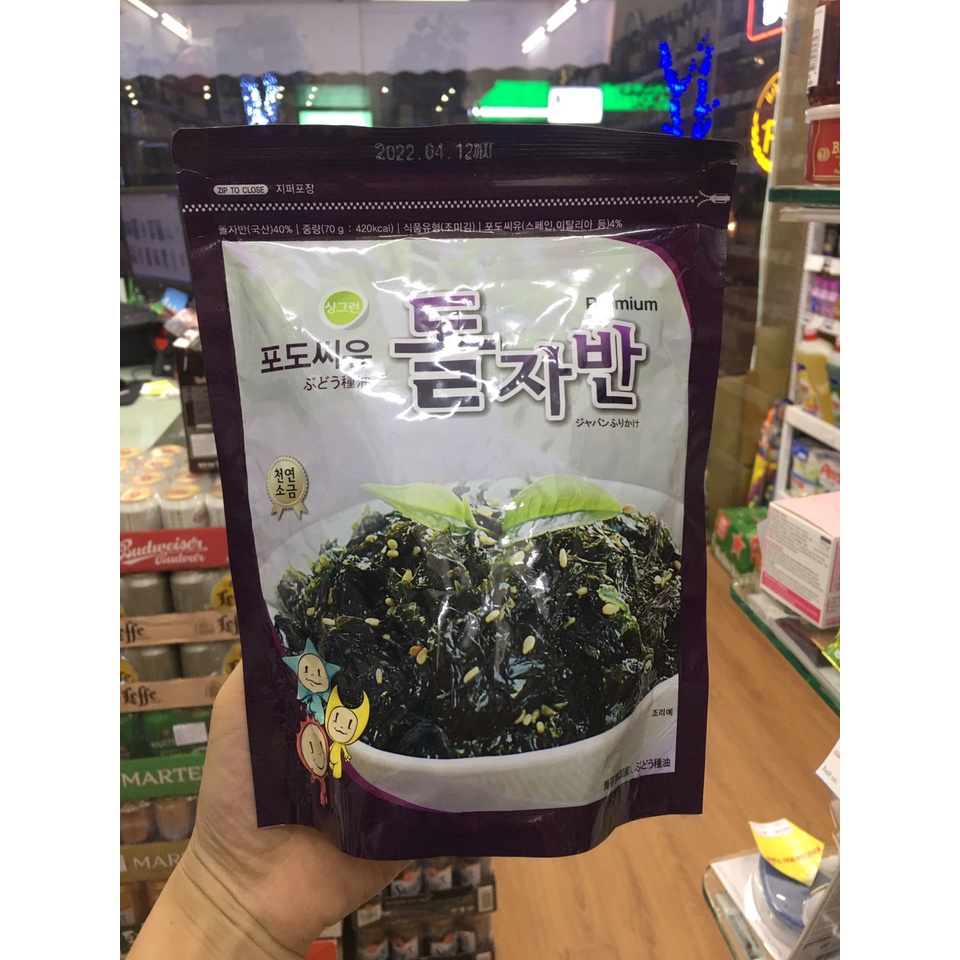 2022.04.12까지
ZIP TO CLOSE 지퍼포장
돌자반(국산)40% | 중량(70 g : 420kcal) | 식품유형(조미김) | 포도씨유(스페인,이탈리아 등)4%
싱그린
Premium
포도씨유 돌자반
ぶどう種油
ジャバンふりかけ
천연
소금
조리예
ぶどう種油
Budweiser
Budvar
Leffe
Leffe
MARTE
MART